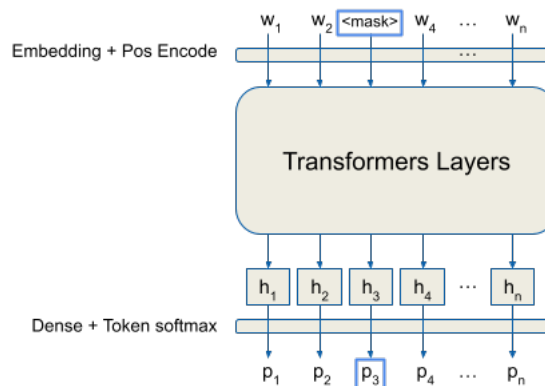 w₁ w₂ <mask> w₄ ... wₙ
Embedding + Pos Encode ...
Transformers Layers
h₁ h₂ h₃ h₄ ... hₙ
Dense + Token softmax
p₁ p₂ p₃ p₄ ... pₙ